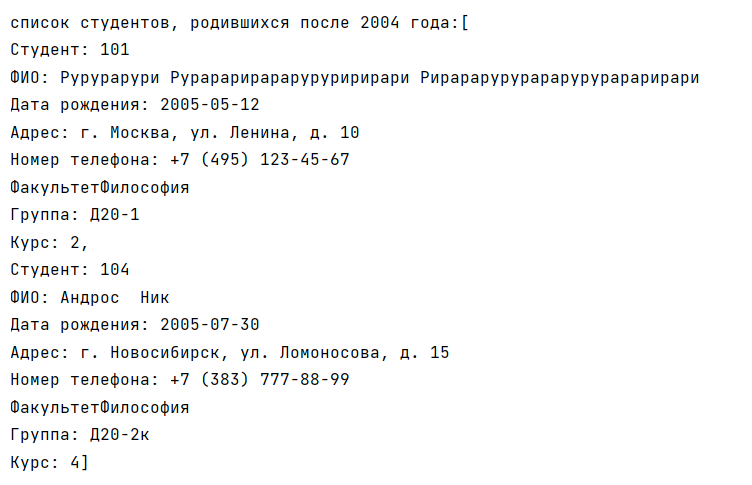 список студентов, родившихся после 2004 года:[
Студент: 101
ФИО: Рурурарури Рурарарирараруруририрари Рирараруруpараруруpарарирари
Дата рождения: 2005-05-12
Адрес: г. Москва, ул. Ленина, д. 10
Номер телефона: +7 (495) 123-45-67
ФакультетФилософия
Группа: Д20-1
Курс: 2,
Студент: 104
ФИО: Андрос  Ник
Дата рождения: 2005-07-30
Адрес: г. Новосибирск, ул. Ломоносова, д. 15
Номер телефона: +7 (383) 777-88-99
ФакультетФилософия
Группа: Д20-2к
Курс: 4]